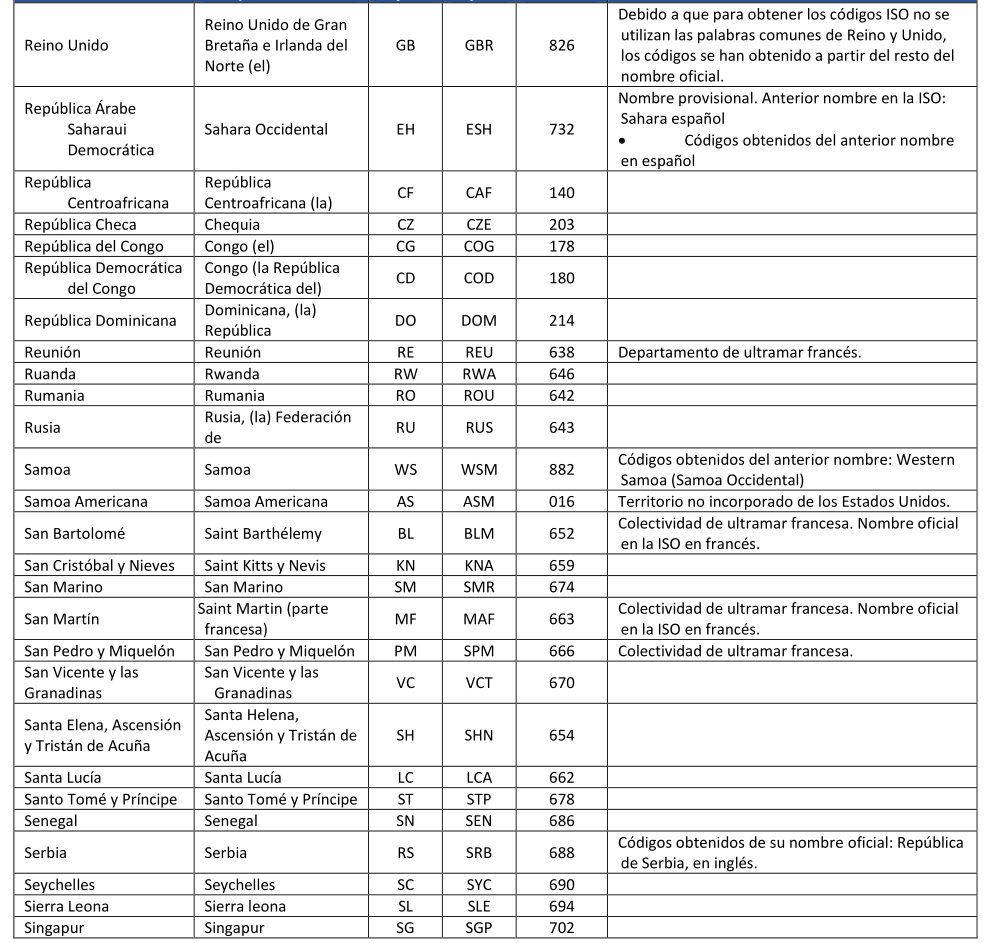 Reino Unido
Reino Unido de Gran
Bretaña e Irlanda del
Norte (el)
GB
GBR
826
Debido a que para obtener los códigos ISO no se
utilizan las palabras comunes de Reino y Unido,
los códigos se han obtenido a partir del resto del
nombre oficial.
República Árabe
Saharaui
Democrática
Sahara Occidental
EH
ESH
732
Nombre provisional. Anterior nombre en la ISO:
Sahara español
• Códigos obtenidos del anterior nombre
en español
República
Centroafricana
República
Centroafricana (la)
CF
CAF
140
República Checa
Chequia
CZ
CZE
203
República del Congo
Congo (el)
CG
COG
178
República Democrática
del Congo
Congo (la República
Democrática del)
CD
COD
180
República Dominicana
Dominicana, (la)
República
DO
DOM
214
Reunión
Reunión
RE
REU
638
Departamento de ultramar francés.
Ruanda
Rwanda
RW
RWA
646
Rumania
Rumania
RO
ROU
642
Rusia
Rusia, (la) Federación
de
RU
RUS
643
Samoa
Samoa
WS
WSM
882
Códigos obtenidos del anterior nombre: Western
Samoa (Samoa Occidental)
Samoa Americana
Samoa Americana
AS
ASM
016
Territorio no incorporado de los Estados Unidos.
San Bartolomé
Saint Barthélemy
BL
BLM
652
Colectividad de ultramar francesa. Nombre oficial
en la ISO en francés.
San Cristóbal y Nieves
Saint Kitts y Nevis
KN
KNA
659
San Marino
San Marino
SM
SMR
674
San Martín
Saint Martin (parte
francesa)
MF
MAF
663
Colectividad de ultramar francesa. Nombre oficial
en la ISO en francés.
San Pedro y Miquelón
San Pedro y Miquelón
PM
SPM
666
Colectividad de ultramar francesa.
San Vicente y las
Granadinas
San Vicente y las
Granadinas
VC
VCT
670
Santa Elena, Ascensión
y Tristán de Acuña
Santa Helena,
Ascensión y Tristán de
Acuña
SH
SHN
654
Santa Lucía
Santa Lucía
LC
LCA
662
Santo Tomé y Príncipe
Santo Tomé y Príncipe
ST
STP
678
Senegal
Senegal
SN
SEN
686
Serbia
Serbia
RS
SRB
688
Códigos obtenidos de su nombre oficial: República
de Serbia, en inglés.
Seychelles
Seychelles
SC
SYC
690
Sierra Leona
Sierra leona
SL
SLE
694
Singapur
Singapur
SG
SGP
702